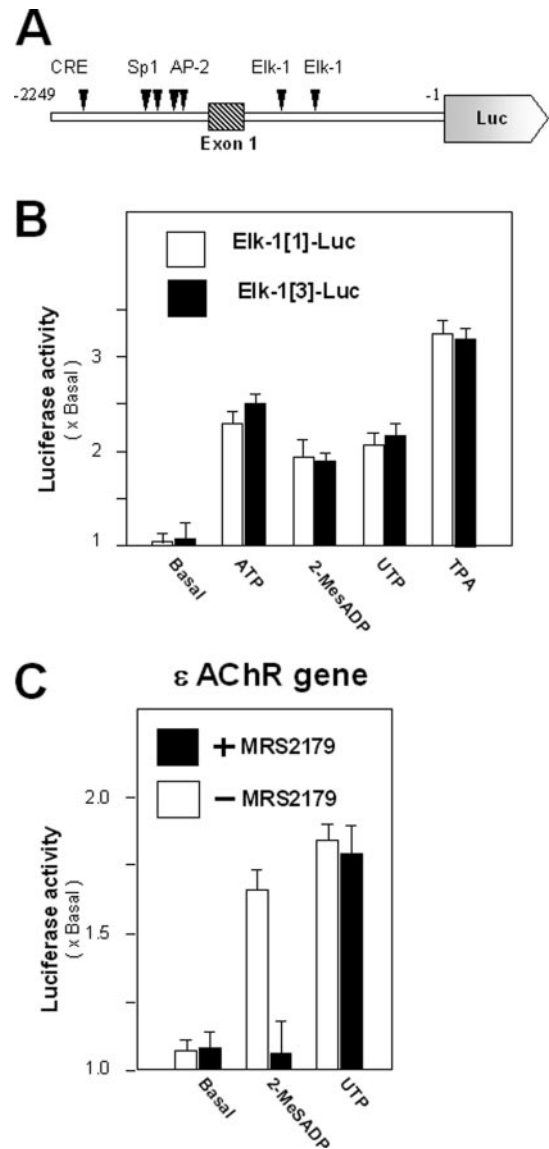 A
CRE Sp1 AP-2 Elk-1 Elk-1
-2249 -1
Luc
Exon 1
B
Elk-1[1]-Luc
Elk-1[3]-Luc
Luciferase activity
( x Basal )
3
2
1
Basal ATP 2-MesADP UTP TPA
C
ε AChR gene
+ MRS2179
− MRS2179
Luciferase activity
( x Basal )
2.0
1.5
1.0
Basal 2-MeSADP UTP